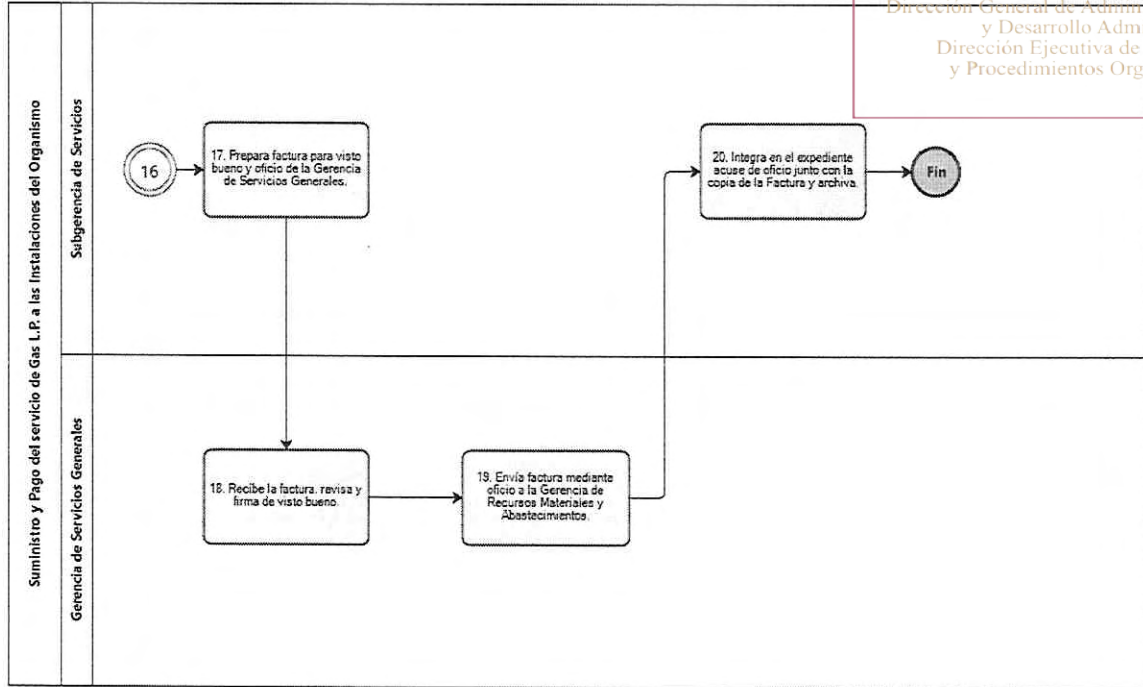 Dirección General de Admin
y Desarrollo Adm
Dirección Ejecutiva de
y Procedimientos Org
Suministro y Pago del servicio de Gas L.P. a las Instalaciones del Organismo
Subgerencia de Servicios
16
17. Prepara factura para visto
bueno y oficio de la Gerencia
de Servicios Generales.
20. Integra en el expediente
acuse de oficio junto con la
copia de la Factura y archiva.
Fin
Gerencia de Servicios Generales
18. Recibe la factura, revisa y
firma de visto bueno.
19. Envía factura mediante
oficio a la Gerencia de
Recursos Materiales y
Abastecimientos.